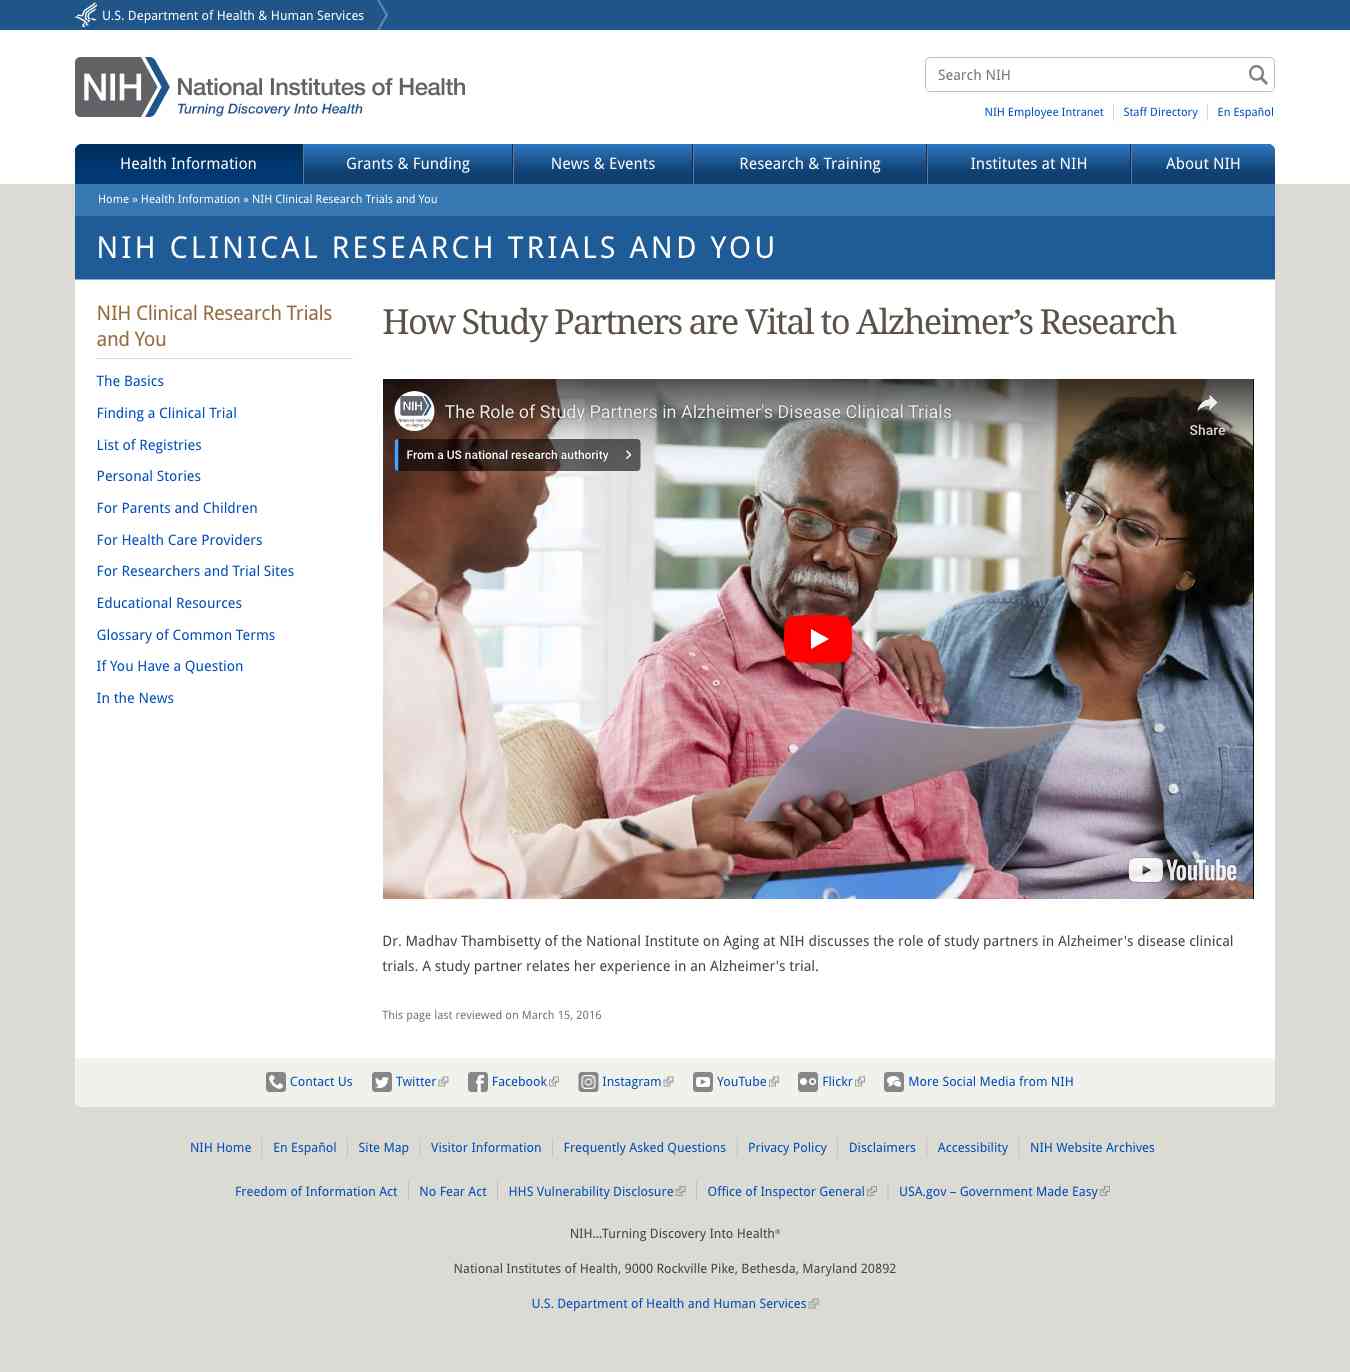 U.S. Department of Health & Human Services
NIH National Institutes of Health
Turning Discovery Into Health
Search NIH
NIH Employee Intranet Staff Directory En Español
Health Information Grants & Funding News & Events Research & Training Institutes at NIH About NIH
Home » Health Information » NIH Clinical Research Trials and You
NIH CLINICAL RESEARCH TRIALS AND YOU
NIH Clinical Research Trials
and You
The Basics
Finding a Clinical Trial
List of Registries
Personal Stories
For Parents and Children
For Health Care Providers
For Researchers and Trial Sites
Educational Resources
Glossary of Common Terms
If You Have a Question
In the News
How Study Partners are Vital to Alzheimer’s Research
NIH
The Role of Study Partners in Alzheimer's Disease Clinical Trials
Share
From a US national research authority
YouTube
Dr. Madhav Thambisetty of the National Institute on Aging at NIH discusses the role of study partners in Alzheimer's disease clinical
trials. A study partner relates her experience in an Alzheimer's trial.
This page last reviewed on March 15, 2016
Contact Us Twitter Facebook Instagram YouTube Flickr More Social Media from NIH
NIH Home En Español Site Map Visitor Information Frequently Asked Questions Privacy Policy Disclaimers Accessibility NIH Website Archives
Freedom of Information Act No Fear Act HHS Vulnerability Disclosure Office of Inspector General USA.gov – Government Made Easy
NIH...Turning Discovery Into Health®
National Institutes of Health, 9000 Rockville Pike, Bethesda, Maryland 20892
U.S. Department of Health and Human Services